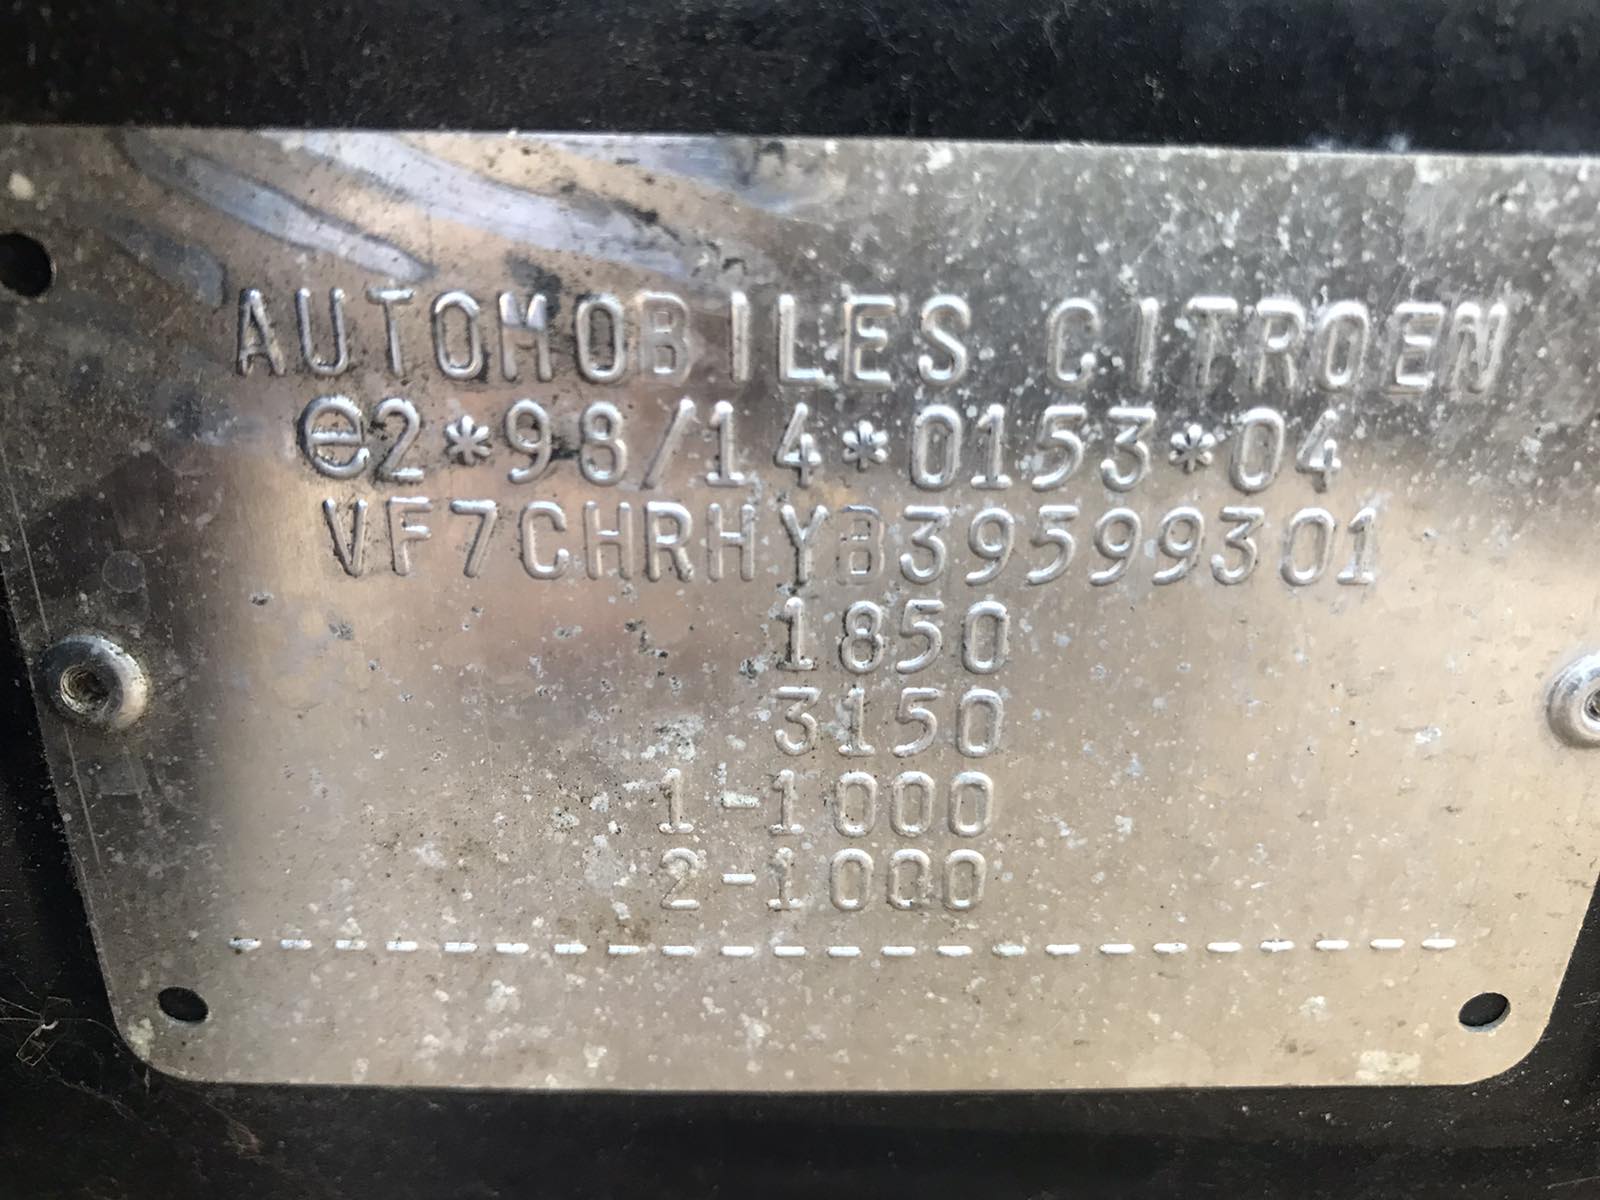 AUTOMOBILES CITROEN
e2*98/14*0153*04
VF7CHRHYB39599301
1850
3150
1-1000
2-1000
-----------------------